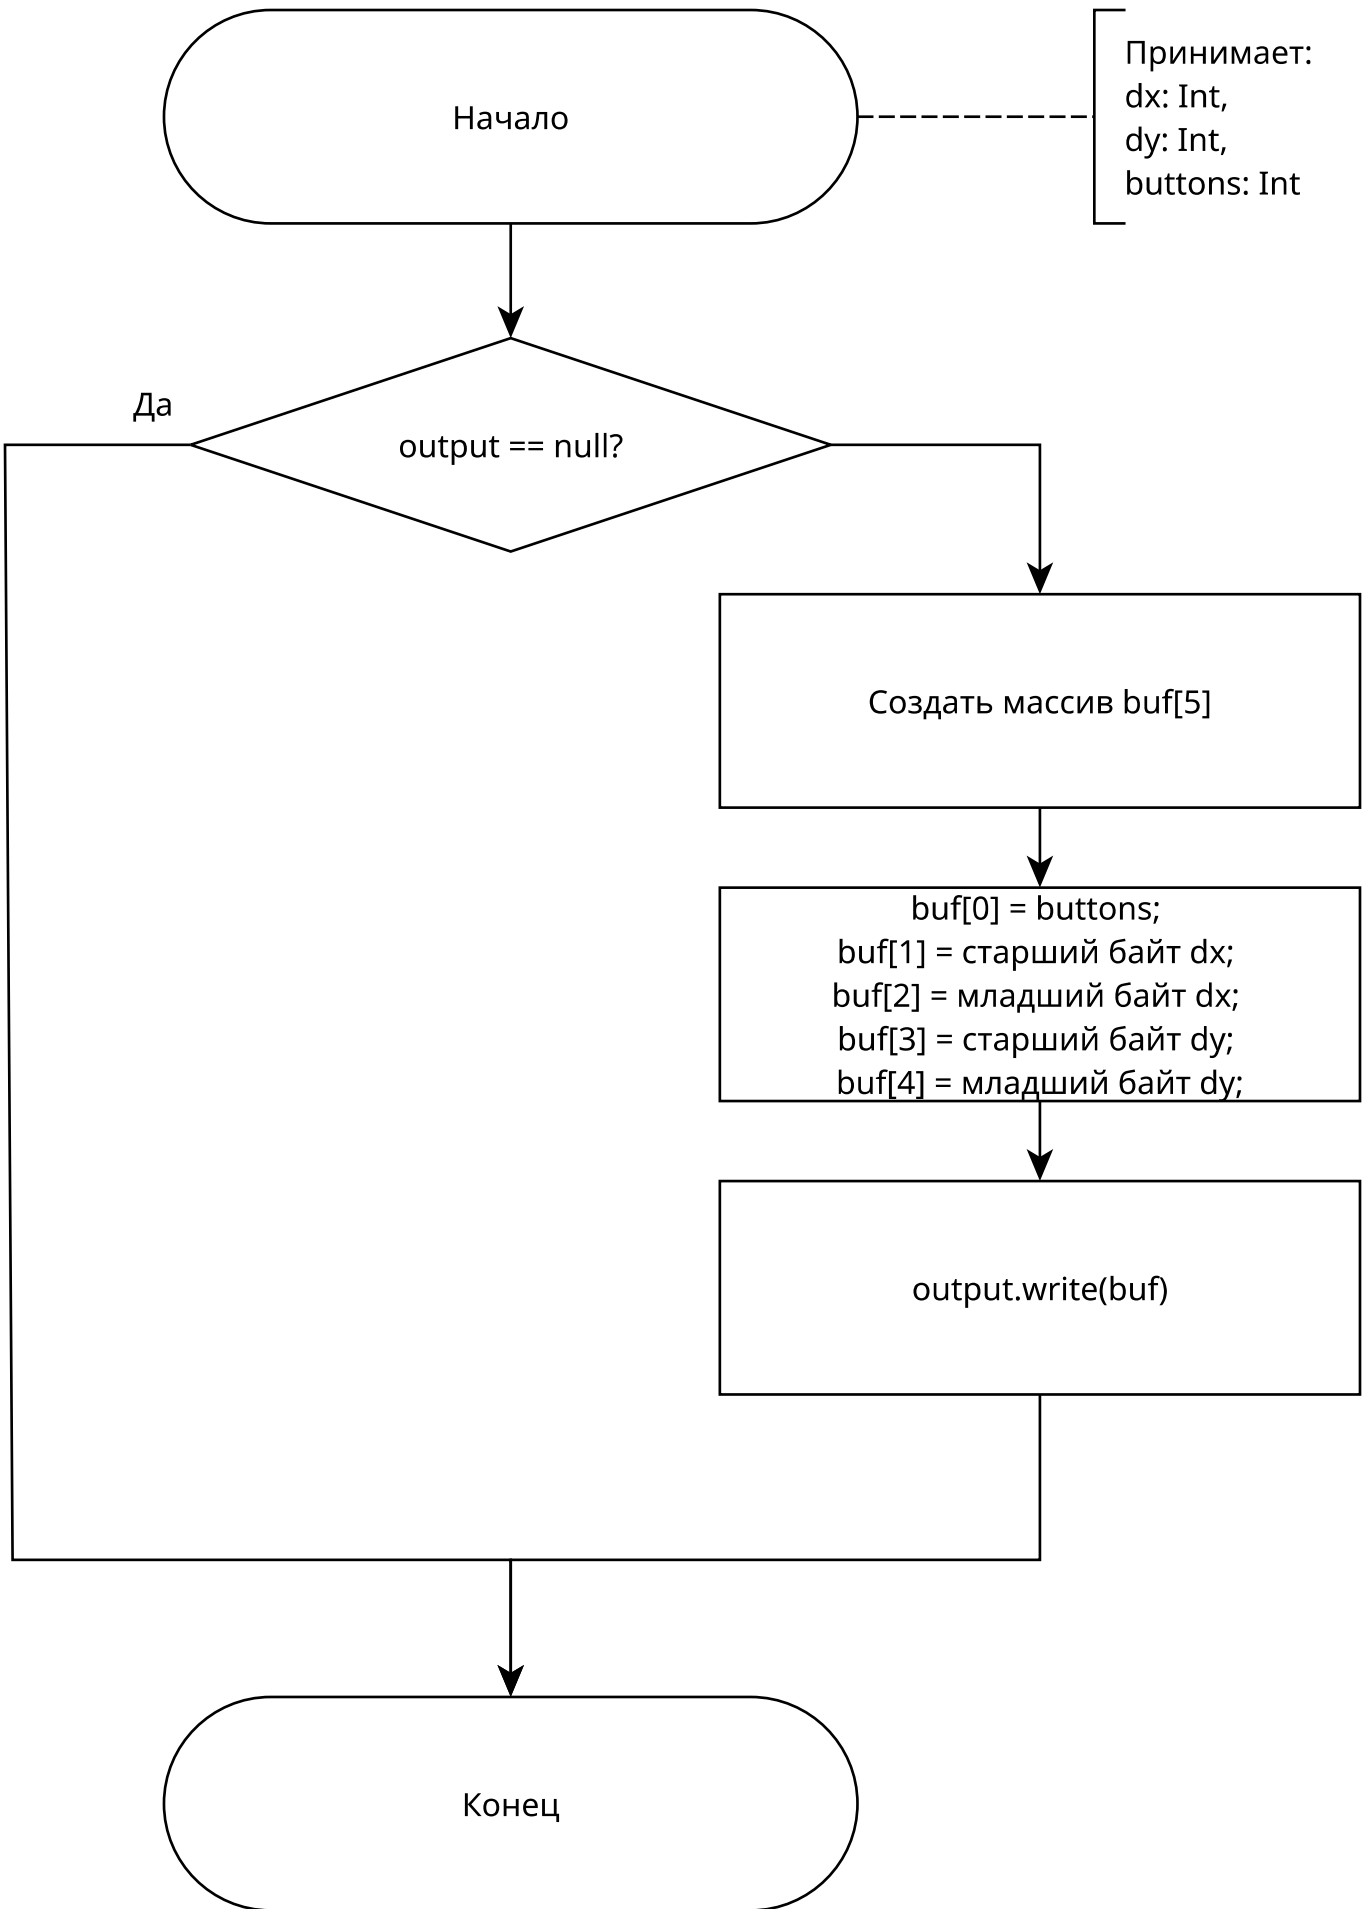 Начало
Принимает:
dx: Int,
dy: Int,
buttons: Int
Да
output == null?
Создать массив buf[5]
buf[0] = buttons;
buf[1] = старший байт dx;
buf[2] = младший байт dx;
buf[3] = старший байт dy;
buf[4] = младший байт dy;
output.write(buf)
Конец